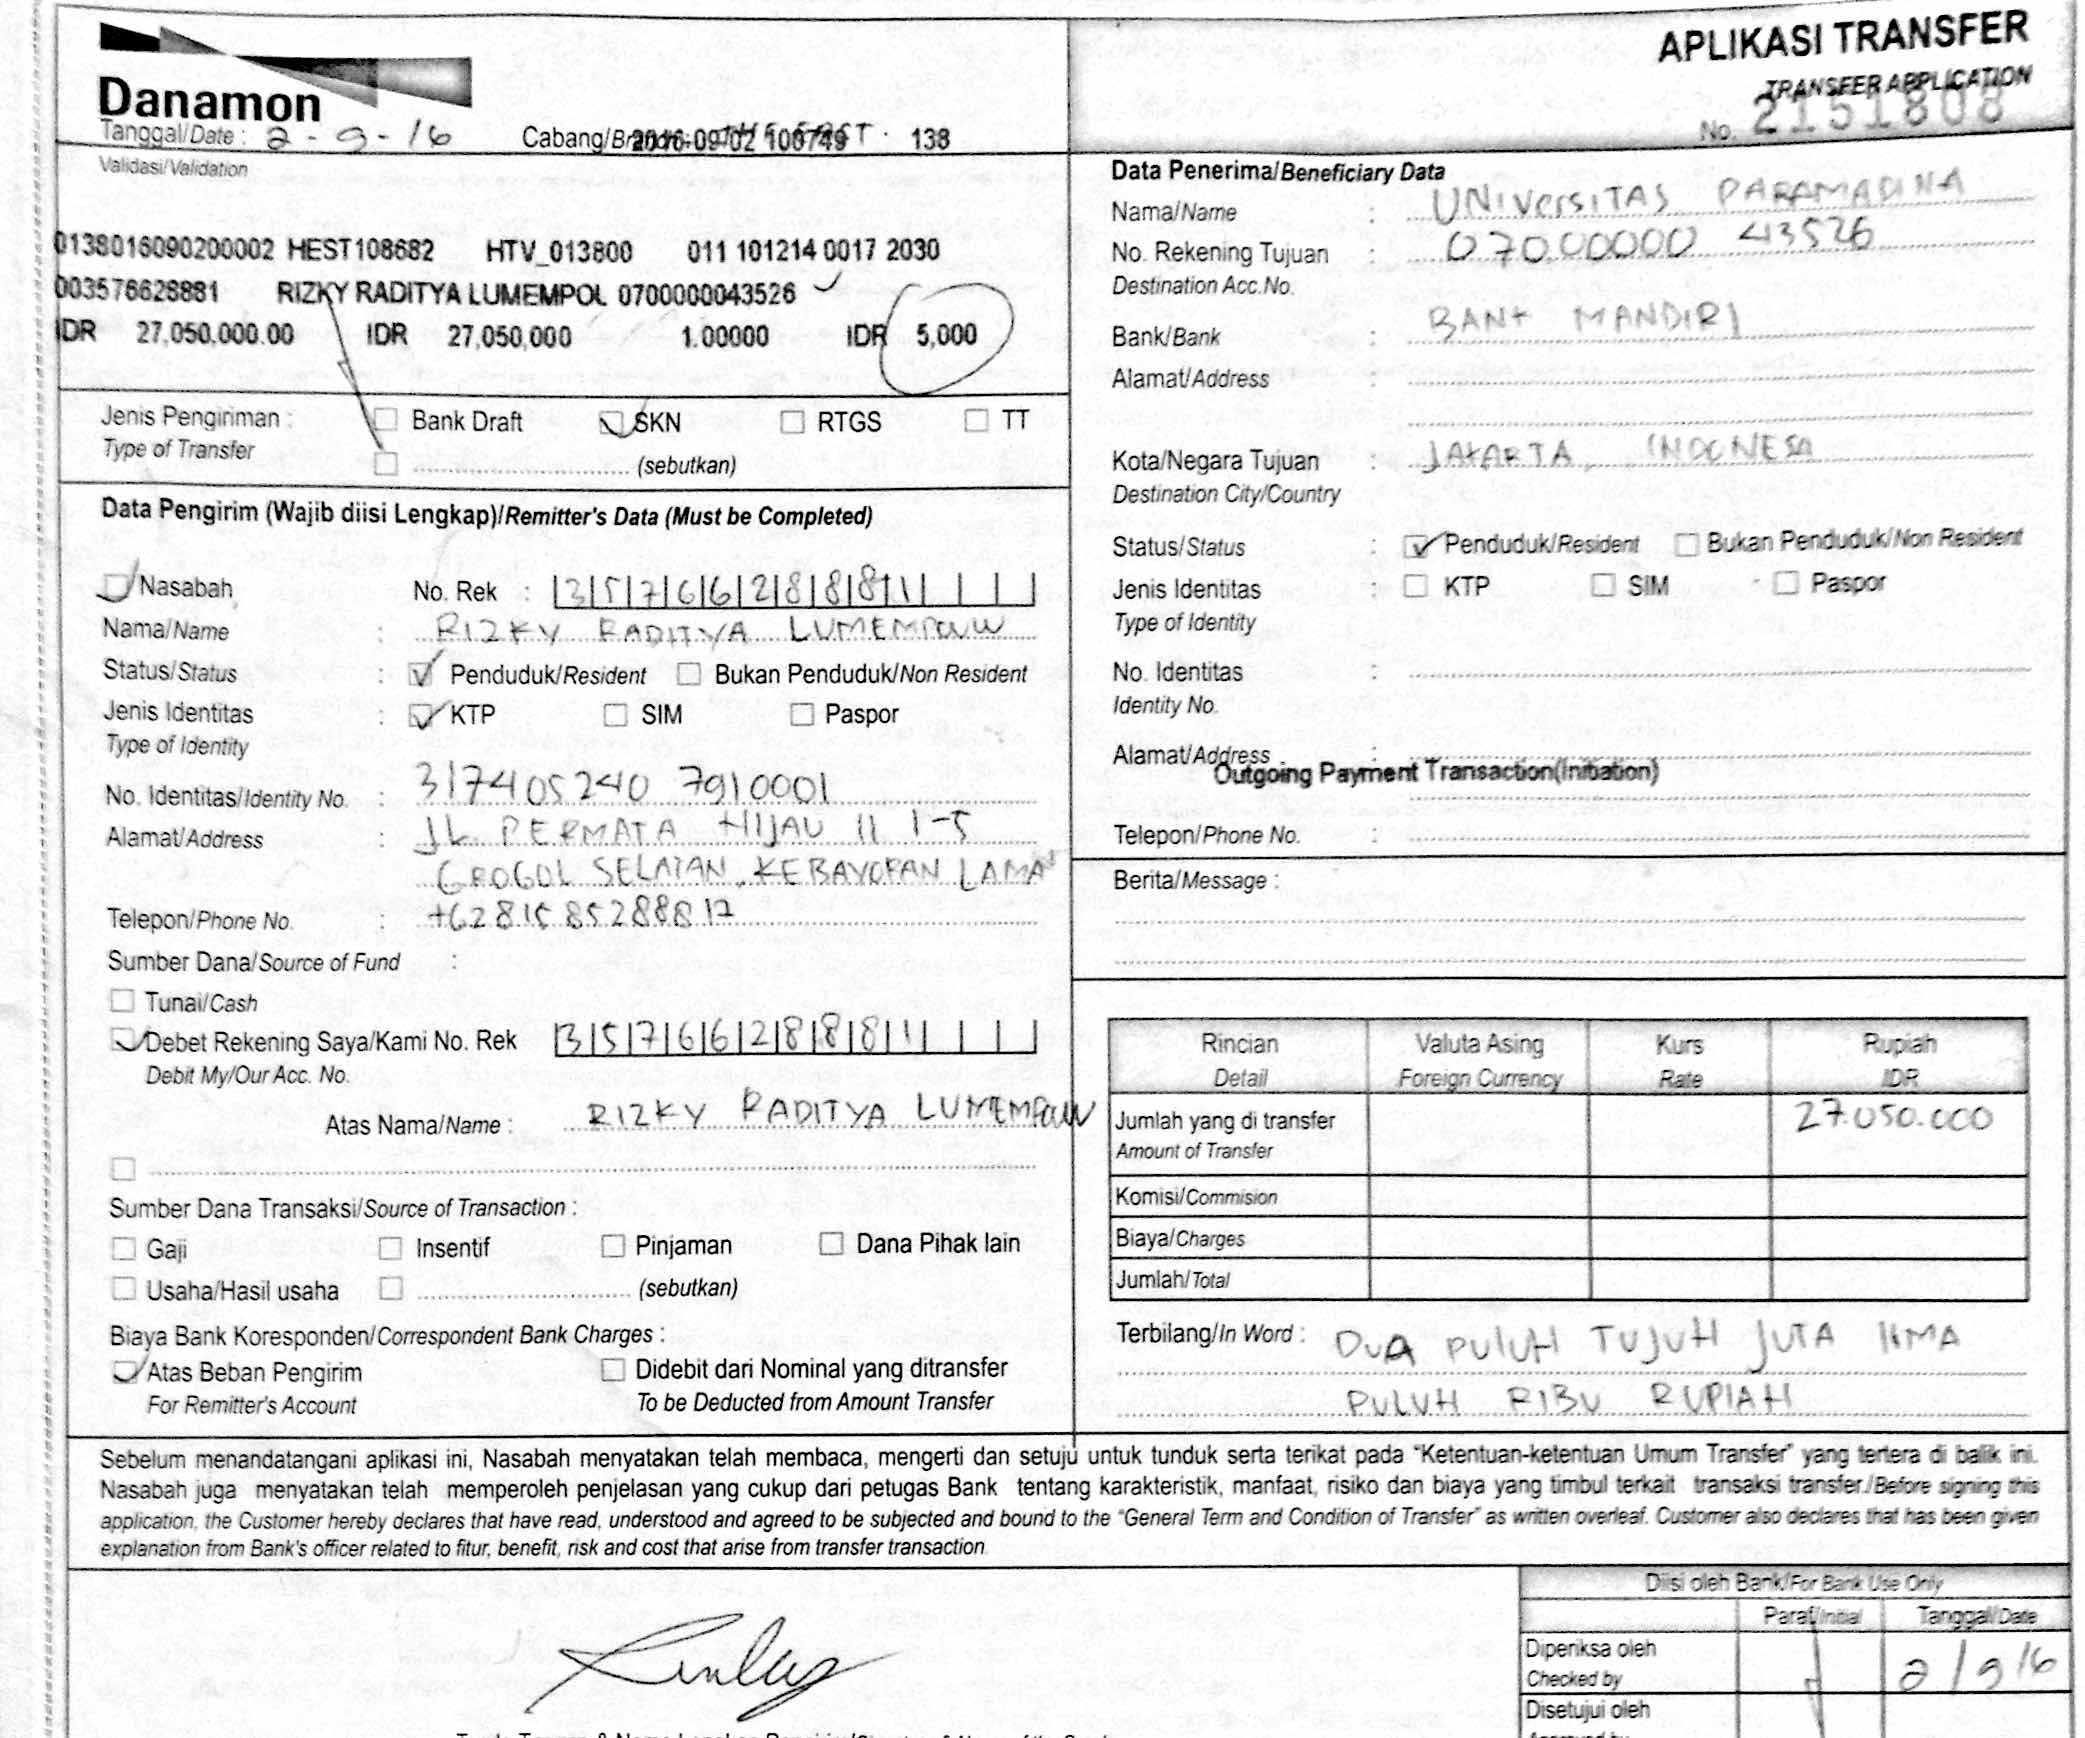 Danamon
APLIKASI TRANSFER
TRANSFER APPLICATION
No. 2151808
Tanggal/Date : 2 - 9 - 16
Cabang/Branch: THE EAST
2016-09-02 100749 138
Validasi/Validation
0138016090200002 HEST108682 HTV_013800 011 101214 0017 2030
003576628881 RIZKY RADITYA LUMEMPOL 0700000043526
IDR 27,050,000.00 IDR 27,050,000 1.00000 IDR 5,000
Jenis Pengiriman : Bank Draft SKN RTGS TT
Type of Transfer (sebutkan)
Data Pengirim (Wajib diisi Lengkap)/Remitter's Data (Must be Completed)
Nasabah No. Rek : 3576628881
Nama/Name : RIZKY RADITYA LUMEMPOUW
Status/Status : Penduduk/Resident Bukan Penduduk/Non Resident
Jenis Identitas : KTP SIM Paspor
Type of Identity
No. Identitas/Identity No. : 317405240 7910001
Alamat/Address : JL PERMATA HIJAU II I-5
GROGOL SELATAN, KEBAYORAN LAMA
Telepon/Phone No. : +6281585288817
Sumber Dana/Source of Fund :
Tunai/Cash
Debet Rekening Saya/Kami No. Rek 3576628881
Debit My/Our Acc. No.
Atas Nama/Name : RIZKY RADITYA LUMEMPOUW
Sumber Dana Transaksi/Source of Transaction :
Gaji Insentif Pinjaman Dana Pihak lain
Usaha/Hasil usaha (sebutkan)
Biaya Bank Koresponden/Correspondent Bank Charges :
Atas Beban Pengirim Didebit dari Nominal yang ditransfer
For Remitter's Account To be Deducted from Amount Transfer
Data Penerima/Beneficiary Data
Nama/Name : UNIVERSITAS PARAMADINA
No. Rekening Tujuan : 070.00000 43526
Destination Acc.No.
Bank/Bank : BANK MANDIRI
Alamat/Address :
Kota/Negara Tujuan : JAKARTA, INDONESA
Destination City/Country
Status/Status : Penduduk/Resident Bukan Penduduk/Non Resident
Jenis Identitas : KTP SIM Paspor
Type of Identity
No. Identitas :
Identity No.
Alamat/Address :
Outgoing Payment Transaction(Initiation)
Telepon/Phone No. :
Berita/Message :
Rincian Valuta Asing Kurs Rupiah
Detail Foreign Currency Rate IDR
Jumlah yang di transfer 27.050.000
Amount of Transfer
Komisi/Commision
Biaya/Charges
Jumlah/Total
Terbilang/In Word : DUA PULUH TUJUH JUTA LIMA
PULUH RIBU RUPIAH
Sebelum menandatangani aplikasi ini, Nasabah menyatakan telah membaca, mengerti dan setuju untuk tunduk serta terikat pada "Ketentuan-ketentuan Umum Transfer" yang tertera di balik ini.
Nasabah juga menyatakan telah memperoleh penjelasan yang cukup dari petugas Bank tentang karakteristik, manfaat, risiko dan biaya yang timbul terkait transaksi transfer./Before signing this
application, the Customer hereby declares that have read, understood and agreed to be subjected and bound to the "General Term and Condition of Transfer" as written overleaf. Customer also declares that has been given
explanation from Bank's officer related to fitur, benefit, risk and cost that arise from transfer transaction.
Diisi oleh Bank/For Bank Use Only
Paraf/Initial Tanggal/Date
Diperiksa oleh 2/9 16
Checked by
Disetujui oleh